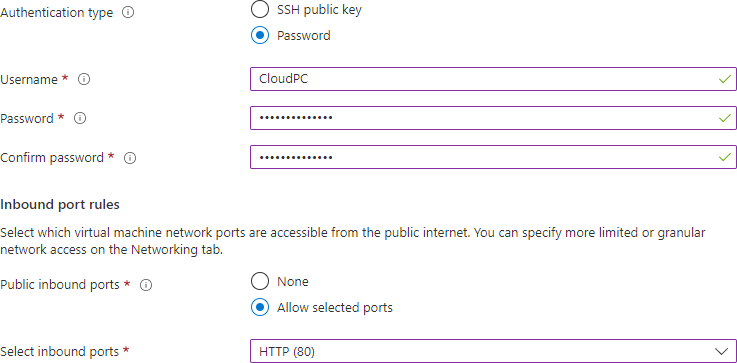 Authentication type
SSH public key
Password
Username *
CloudPC
Password *
••••••••••••••
Confirm password *
••••••••••••••
Inbound port rules
Select which virtual machine network ports are accessible from the public internet. You can specify more limited or granular
network access on the Networking tab.
Public inbound ports *
None
Allow selected ports
Select inbound ports *
HTTP (80)